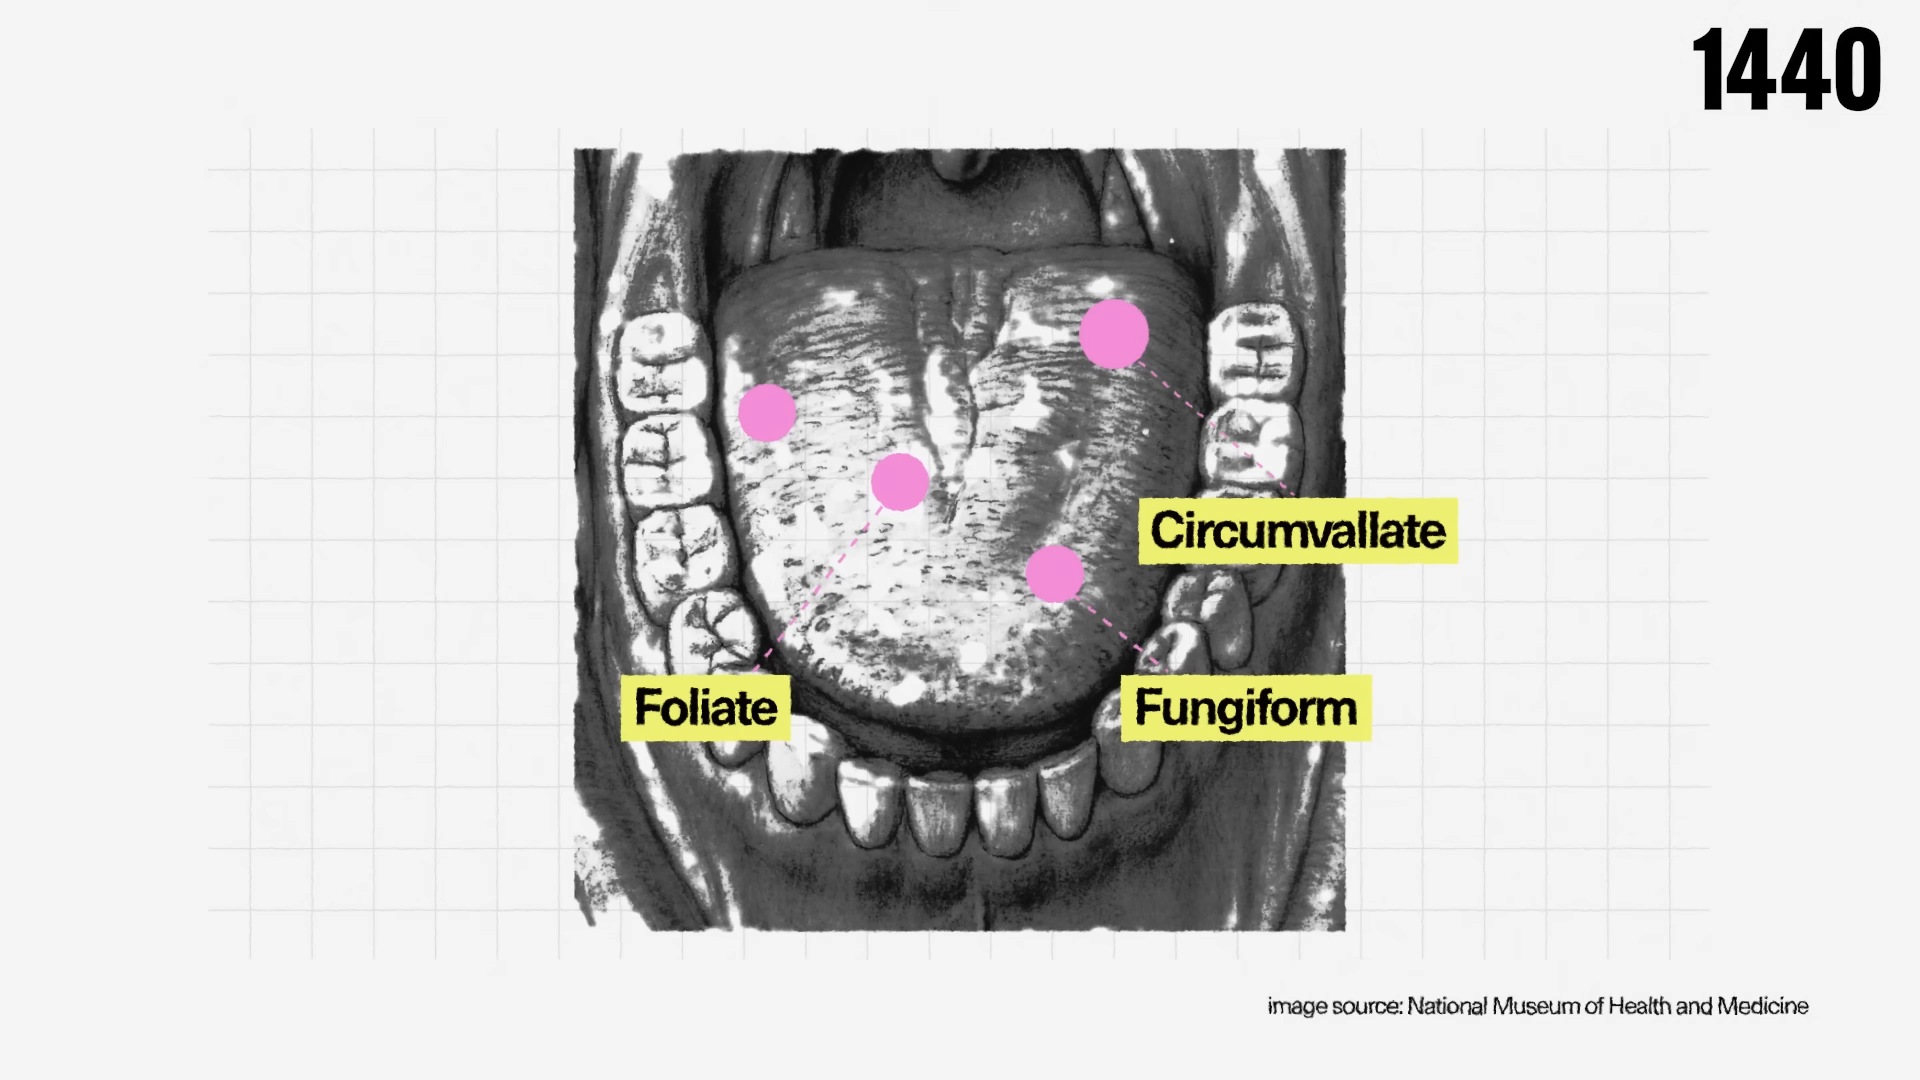 1440
Circumvallate
Foliate
Fungiform
image source: National Museum of Health and Medicine